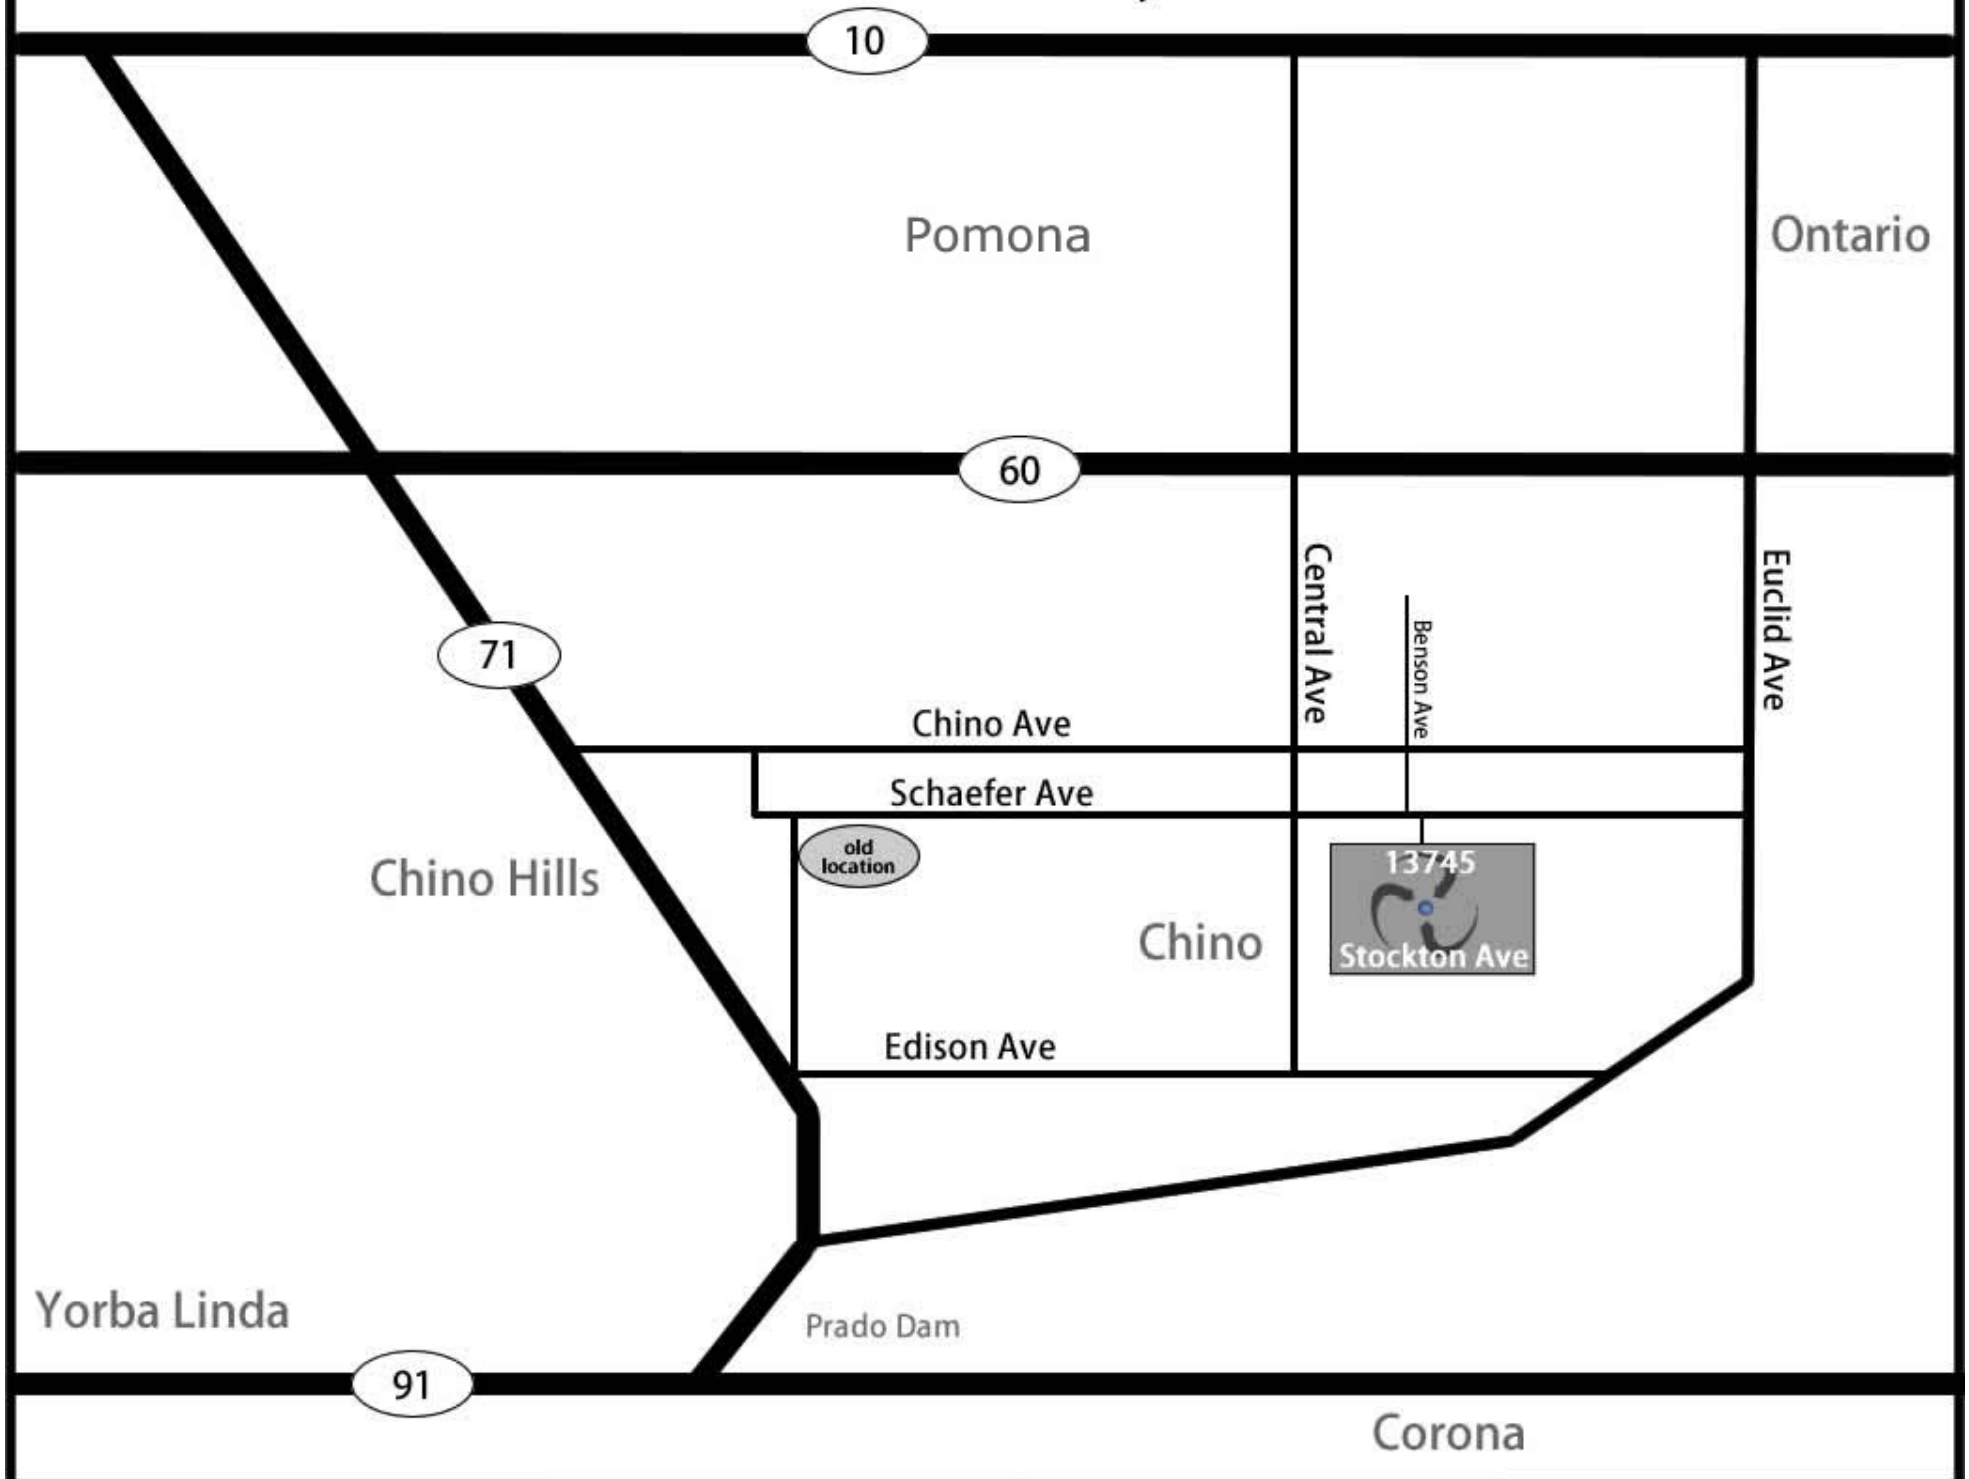 10
Pomona
Ontario
60
Central Ave
Euclid Ave
Benson Ave
71
Chino Ave
Schaefer Ave
old
location
13745
Chino Hills
Chino
Stockton Ave
Edison Ave
Yorba Linda
Prado Dam
91
Corona